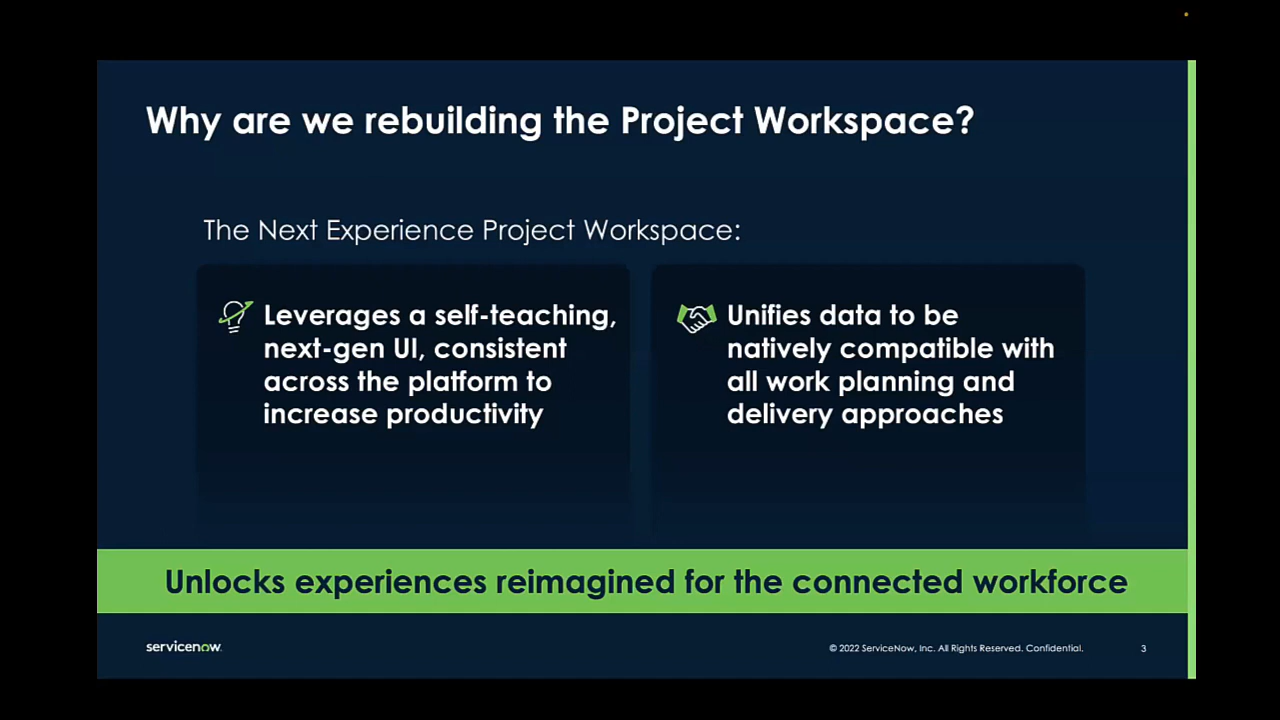 Why are we rebuilding the Project Workspace?
The Next Experience Project Workspace:
Leverages a self-teaching,
next-gen UI, consistent
across the platform to
increase productivity
Unifies data to be
natively compatible with
all work planning and
delivery approaches
Unlocks experiences reimagined for the connected workforce
servicenow.
© 2022 ServiceNow, Inc. All Rights Reserved. Confidential.
3